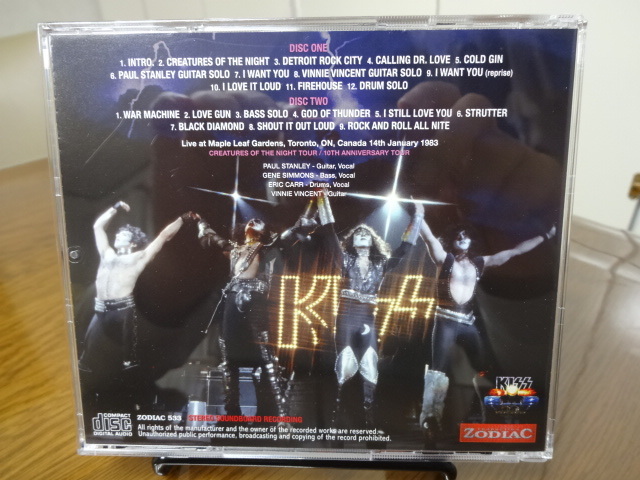 DISC ONE
1. INTRO. 2. CREATURES OF THE NIGHT 3. DETROIT ROCK CITY 4. CALLING DR. LOVE 5. COLD GIN
6. PAUL STANLEY GUITAR SOLO 7. I WANT YOU 8. VINNIE VINCENT GUITAR SOLO 9. I WANT YOU (reprise)
10. I LOVE IT LOUD 11. FIREHOUSE 12. DRUM SOLO
DISC TWO
1. WAR MACHINE 2. LOVE GUN 3. BASS SOLO 4. GOD OF THUNDER 5. I STILL LOVE YOU 6. STRUTTER
7. BLACK DIAMOND 8. SHOUT IT OUT LOUD 9. ROCK AND ROLL ALL NITE
Live at Maple Leaf Gardens, Toronto, ON, Canada 14th January 1983
CREATURES OF THE NIGHT TOUR / 10TH ANNIVERSARY TOUR
PAUL STANLEY - Guitar, Vocal
GENE SIMMONS - Bass, Vocal
ERIC CARR - Drums, Vocal
VINNIE VINCENT - Guitar
KISS
KISS
COMPACT
disc
DIGITAL AUDIO
ZODIAC 533 STEREO SOUNDBOARD RECORDING
All rights of the manufacturer and the owner of the recorded works are reserved.
Unauthorized public performance, broadcasting and copying of the record prohibited.
ZODIAC